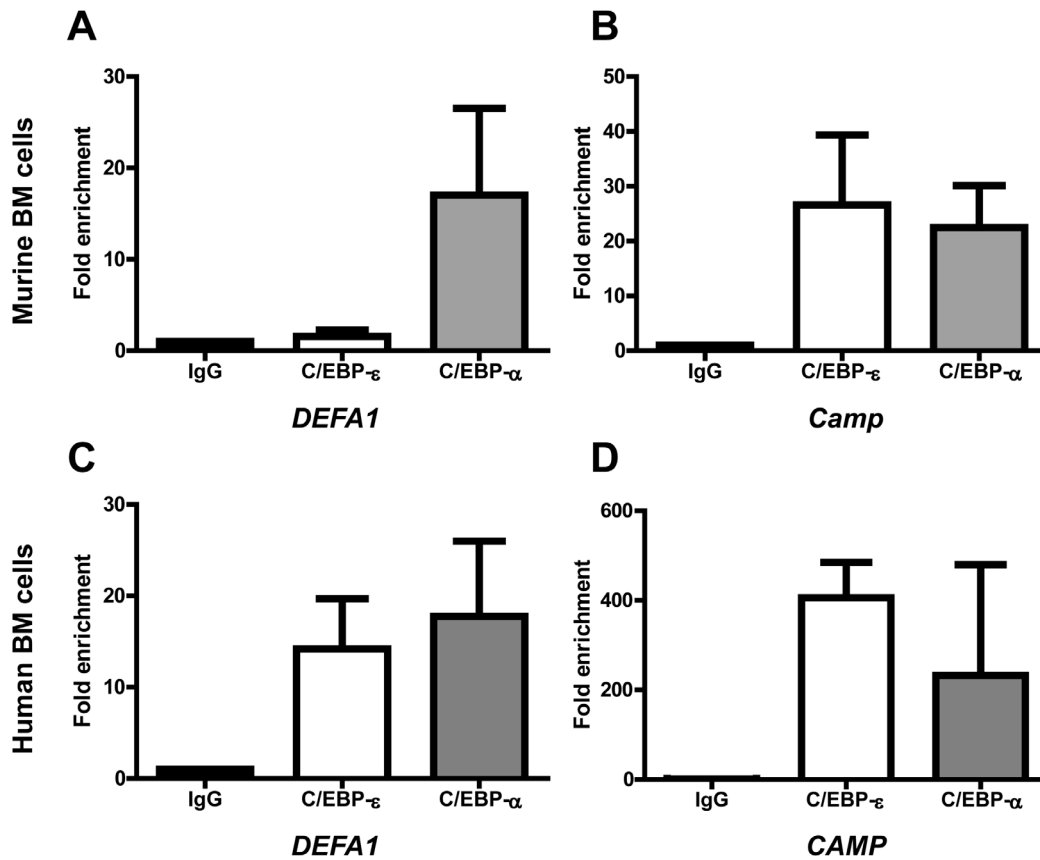 A
Murine BM cells
Fold enrichment
30
20
10
0
IgG
C/EBP-ε
C/EBP-α
DEFA1
B
Fold enrichment
50
40
30
20
10
0
IgG
C/EBP-ε
C/EBP-α
Camp
C
Human BM cells
Fold enrichment
30
20
10
0
IgG
C/EBP-ε
C/EBP-α
DEFA1
D
Fold enrichment
600
400
200
0
IgG
C/EBP-ε
C/EBP-α
CAMP